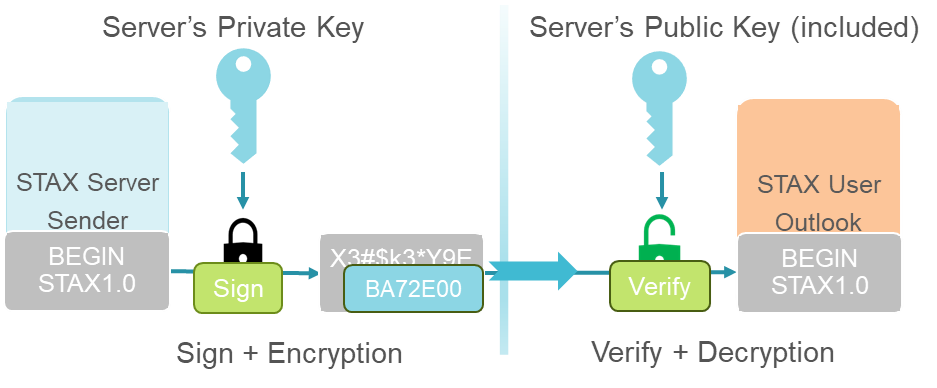 Server's Private Key
Server's Public Key (included)
STAX Server
Sender
BEGIN
STAX1.0
Sign
X3#$k3*Y9E
BA72E00
Verify
STAX User
Outlook
BEGIN
STAX1.0
Sign + Encryption
Verify + Decryption